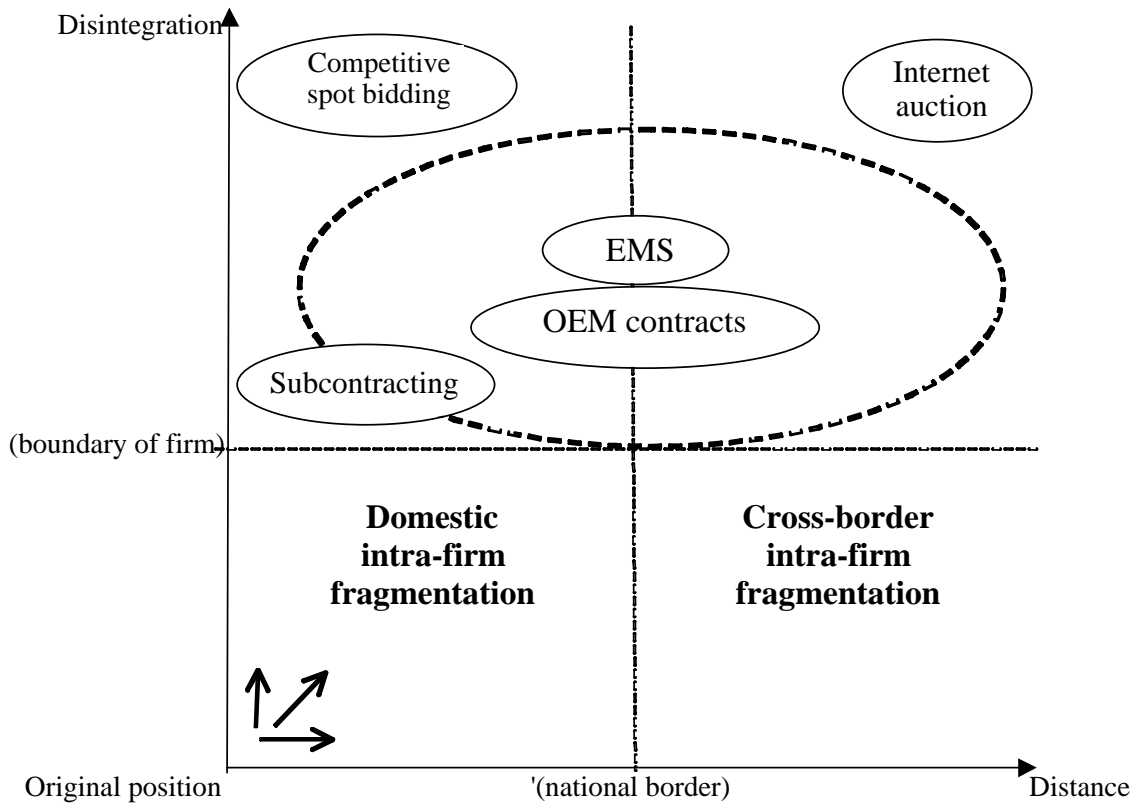 Disintegration
Competitive
spot bidding
Internet
auction
EMS
OEM contracts
Subcontracting
(boundary of firm)
Domestic
intra-firm
fragmentation
Cross-border
intra-firm
fragmentation
Original position
'(national border)
Distance